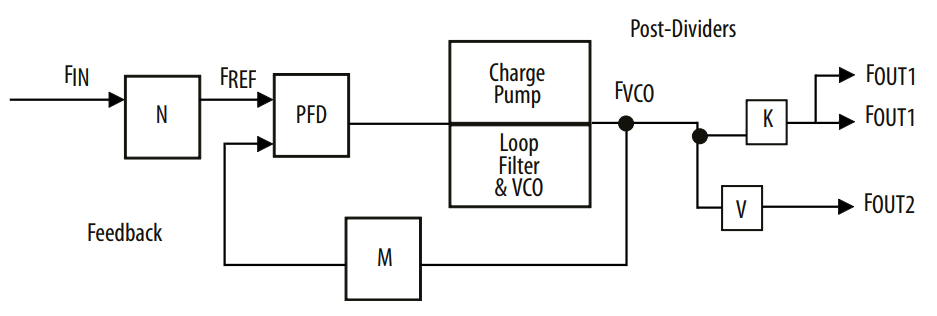 Post-Dividers
FIN
N
FREF
PFD
Charge
Pump
Loop
Filter
& VCO
FVCO
K
FOUT1
FOUT1
V
FOUT2
Feedback
M